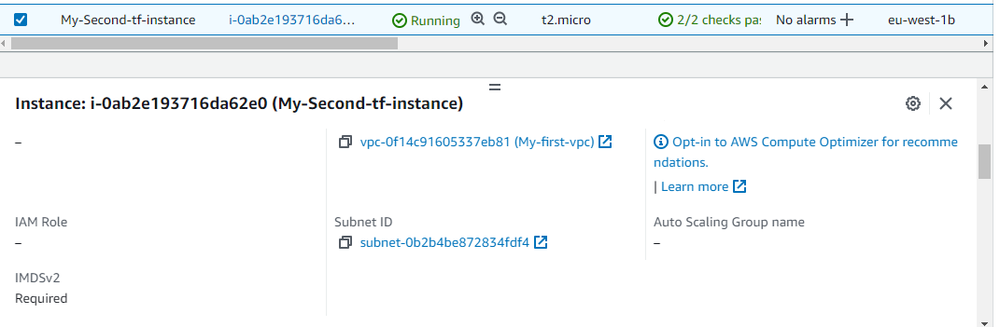 My-Second-tf-instance i-0ab2e193716da6... Running t2.micro 2/2 checks pas No alarms + eu-west-1b
Instance: i-0ab2e193716da62e0 (My-Second-tf-instance)
–
vpc-0f14c91605337eb81 (My-first-vpc)
Opt-in to AWS Compute Optimizer for recomme
ndations.
| Learn more
IAM Role
–
Subnet ID
subnet-0b2b4be872834fdf4
Auto Scaling Group name
–
IMDSv2
Required